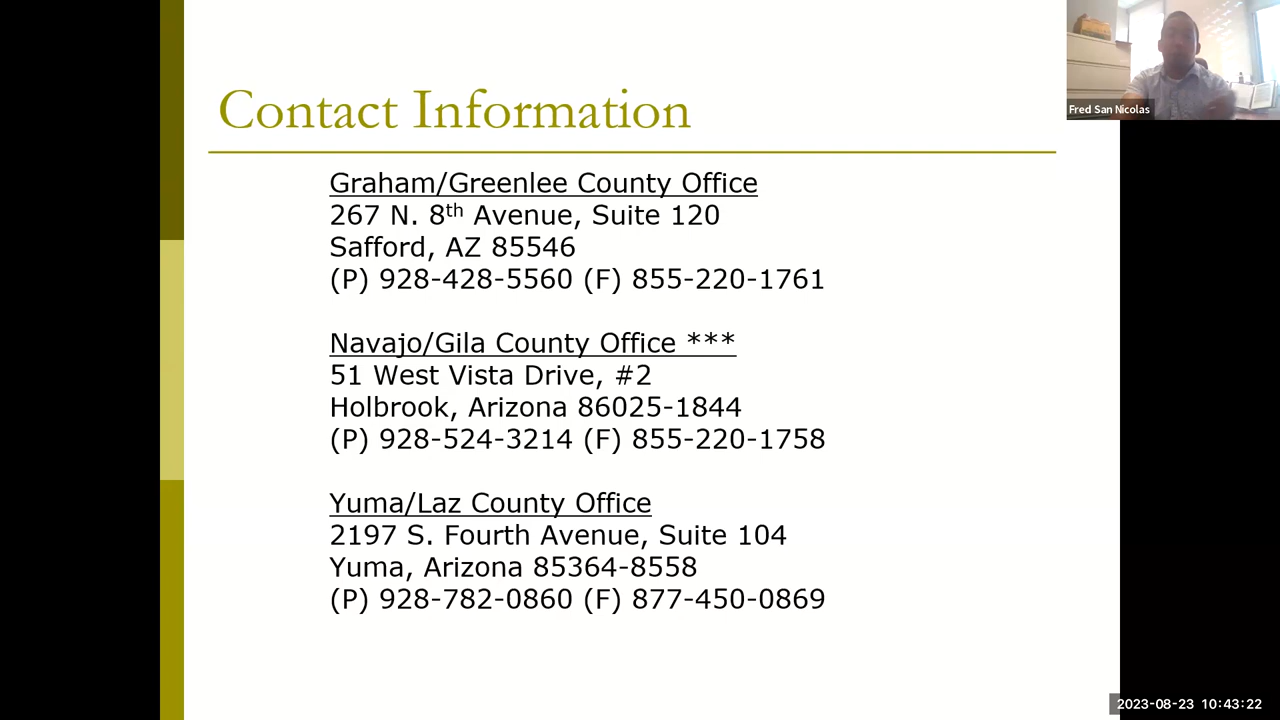 Contact Information
Fred San Nicolas
Graham/Greenlee County Office
267 N. 8th Avenue, Suite 120
Safford, AZ 85546
(P) 928-428-5560 (F) 855-220-1761
Navajo/Gila County Office ***
51 West Vista Drive, #2
Holbrook, Arizona 86025-1844
(P) 928-524-3214 (F) 855-220-1758
Yuma/Laz County Office
2197 S. Fourth Avenue, Suite 104
Yuma, Arizona 85364-8558
(P) 928-782-0860 (F) 877-450-0869
2023-08-23 10:43:22